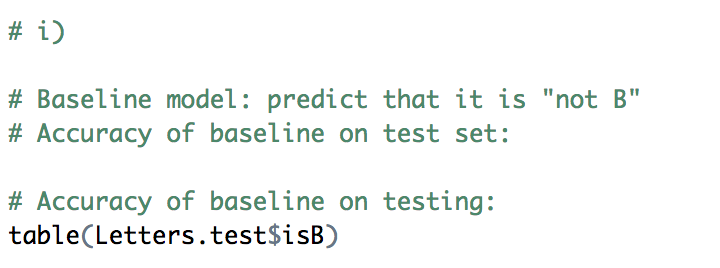 # i)
# Baseline model: predict that it is "not B"
# Accuracy of baseline on test set:
# Accuracy of baseline on testing:
table(Letters.test$isB)